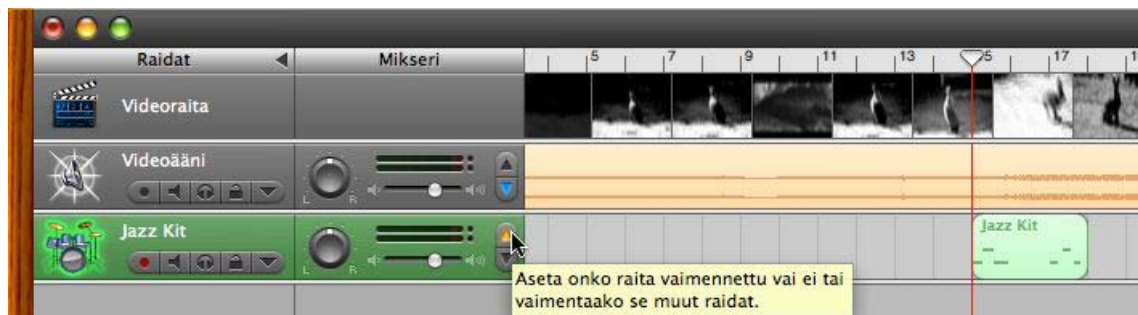 Raidat Mikseri 5 7 9 11 13 15 17
Videoraita
Videoääni
L R
Jazz Kit Jazz Kit
L R
Aseta onko raita vaimennettu vai ei tai
vaimentaako se muut raidat.